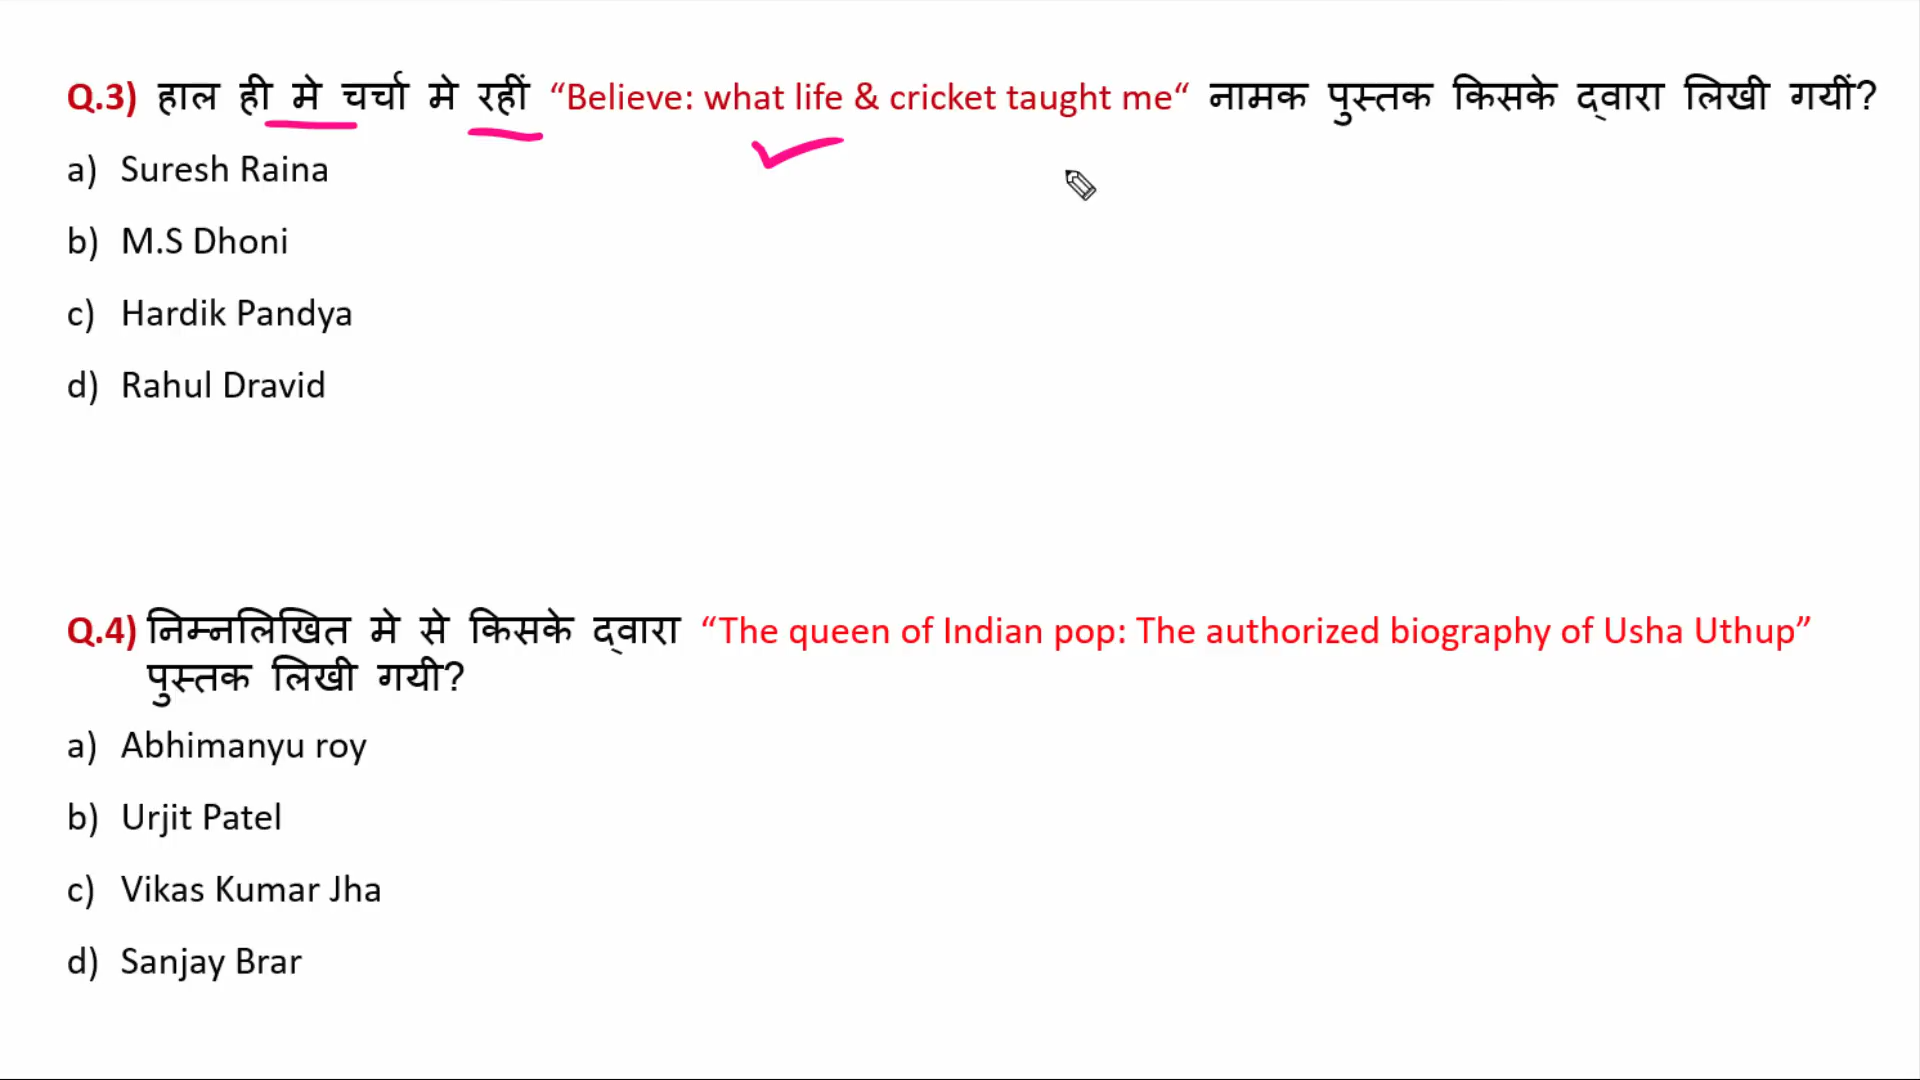 Q.3) हाल ही मे चर्चा मे रहीं “Believe: what life & cricket taught me“ नामक पुस्तक किसके द्वारा लिखी गयीं?
a) Suresh Raina
b) M.S Dhoni
c) Hardik Pandya
d) Rahul Dravid
Q.4) निम्नलिखित मे से किसके द्वारा “The queen of Indian pop: The authorized biography of Usha Uthup”
पुस्तक लिखी गयी?
a) Abhimanyu roy
b) Urjit Patel
c) Vikas Kumar Jha
d) Sanjay Brar